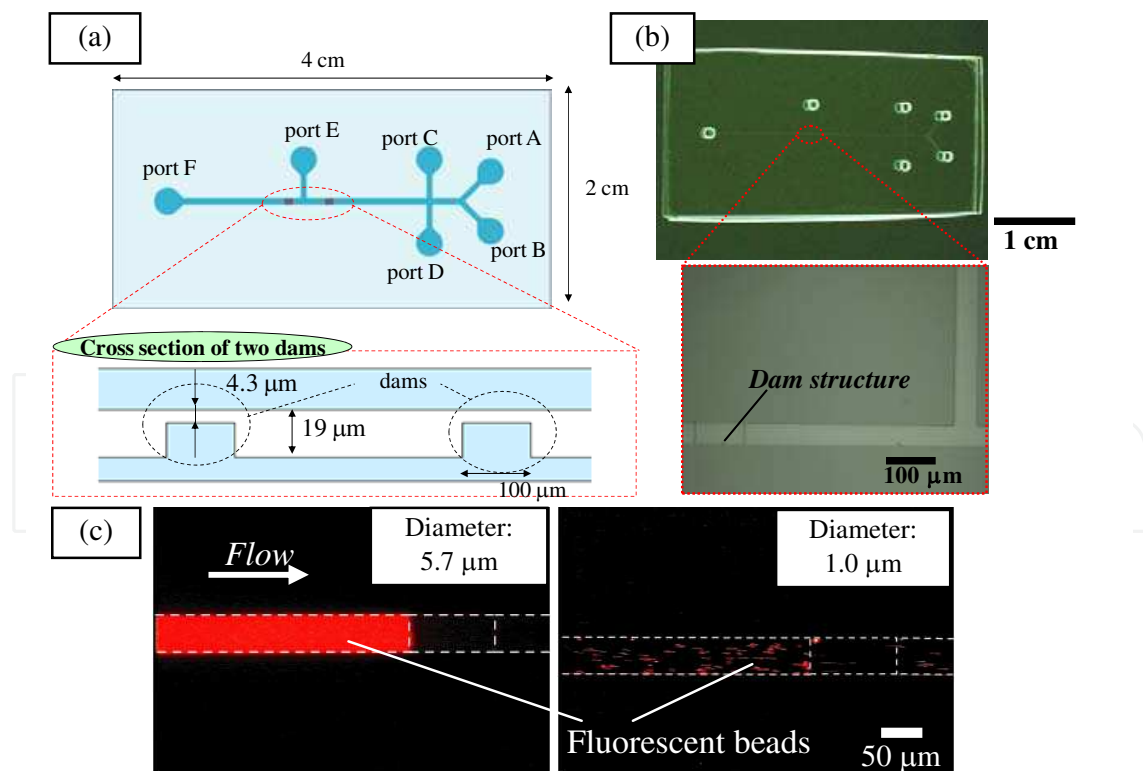 (a)
4 cm
port E
port C
port A
port F
2 cm
port B
port D
Cross section of two dams
4.3 μm
dams
19 μm
100 μm
(b)
1 cm
Dam structure
100 μm
(c)
Flow
Diameter:
5.7 μm
Diameter:
1.0 μm
Fluorescent beads
50 μm